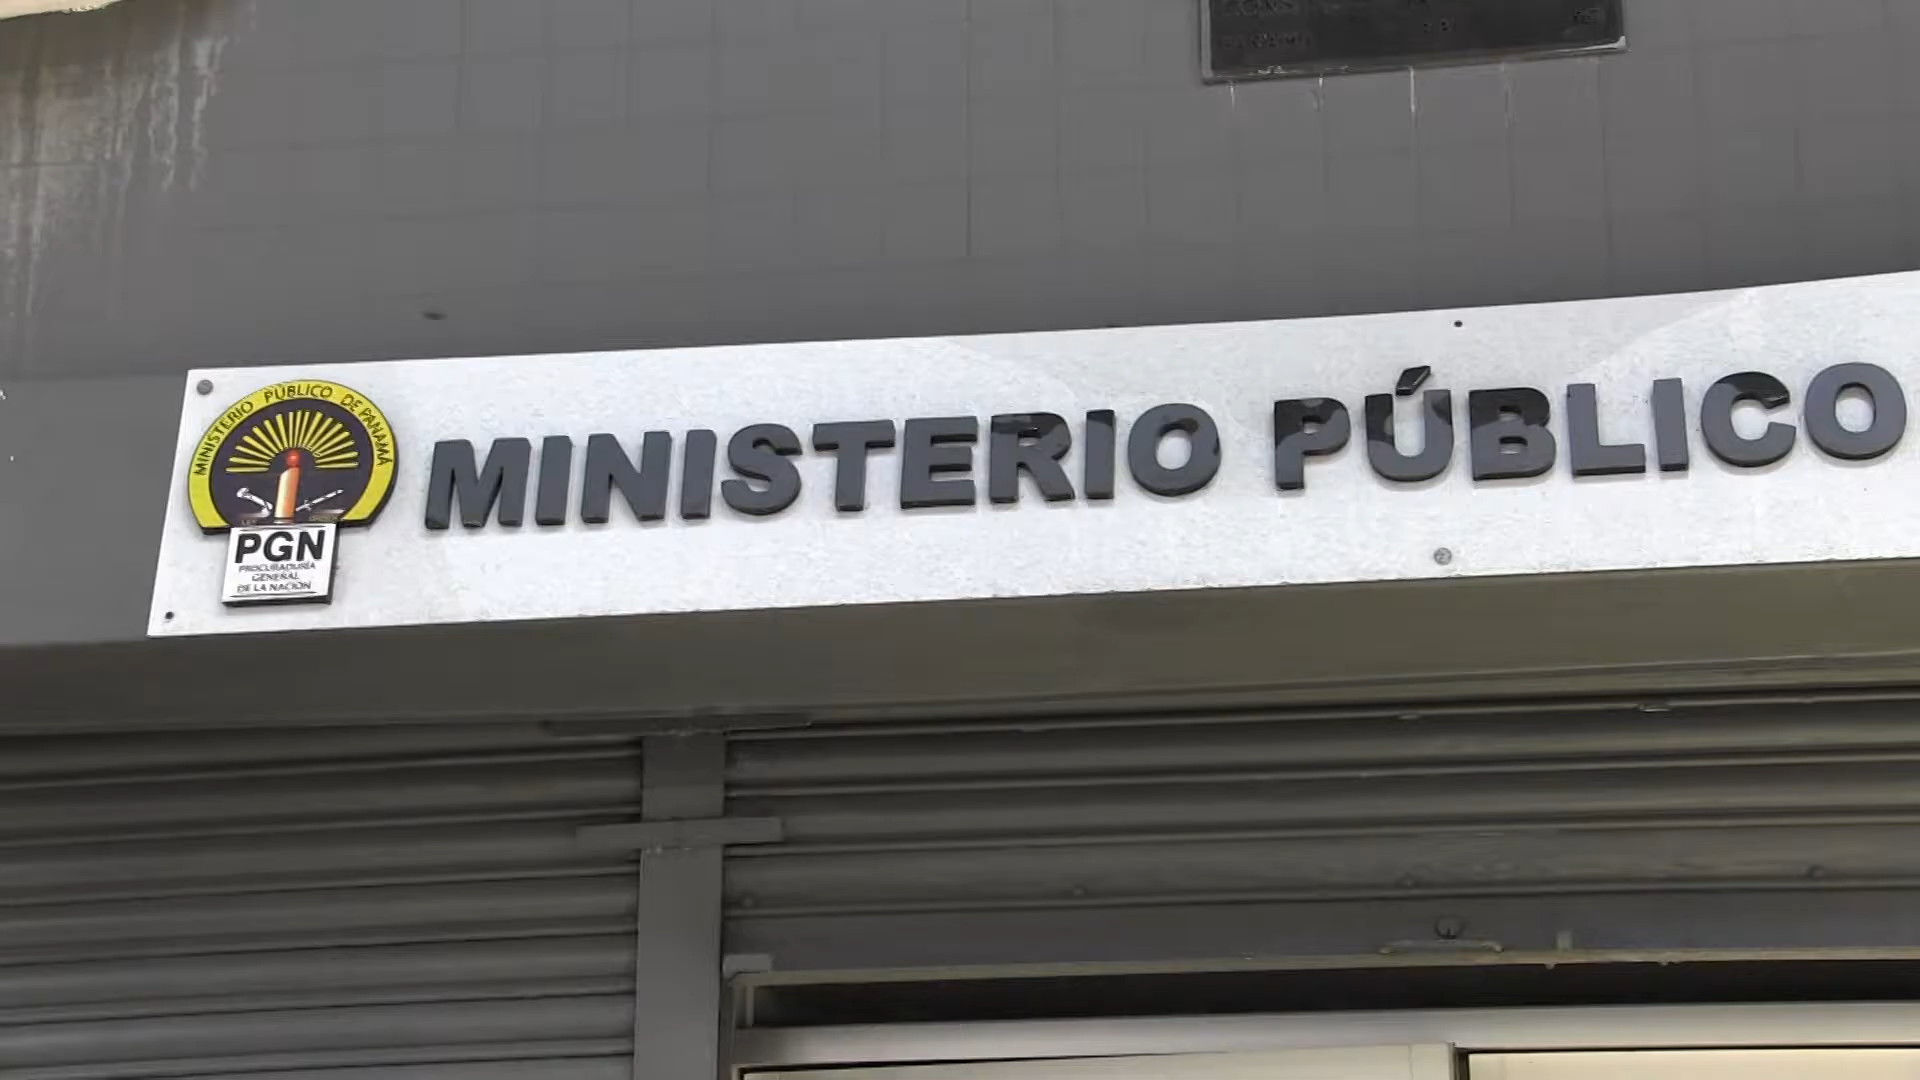 MINISTERIO PÚBLICO DE PANAMÁ
MINISTERIO PÚBLICO
PGN
PROCURADURÍA
GENERAL
DE LA NACIÓN